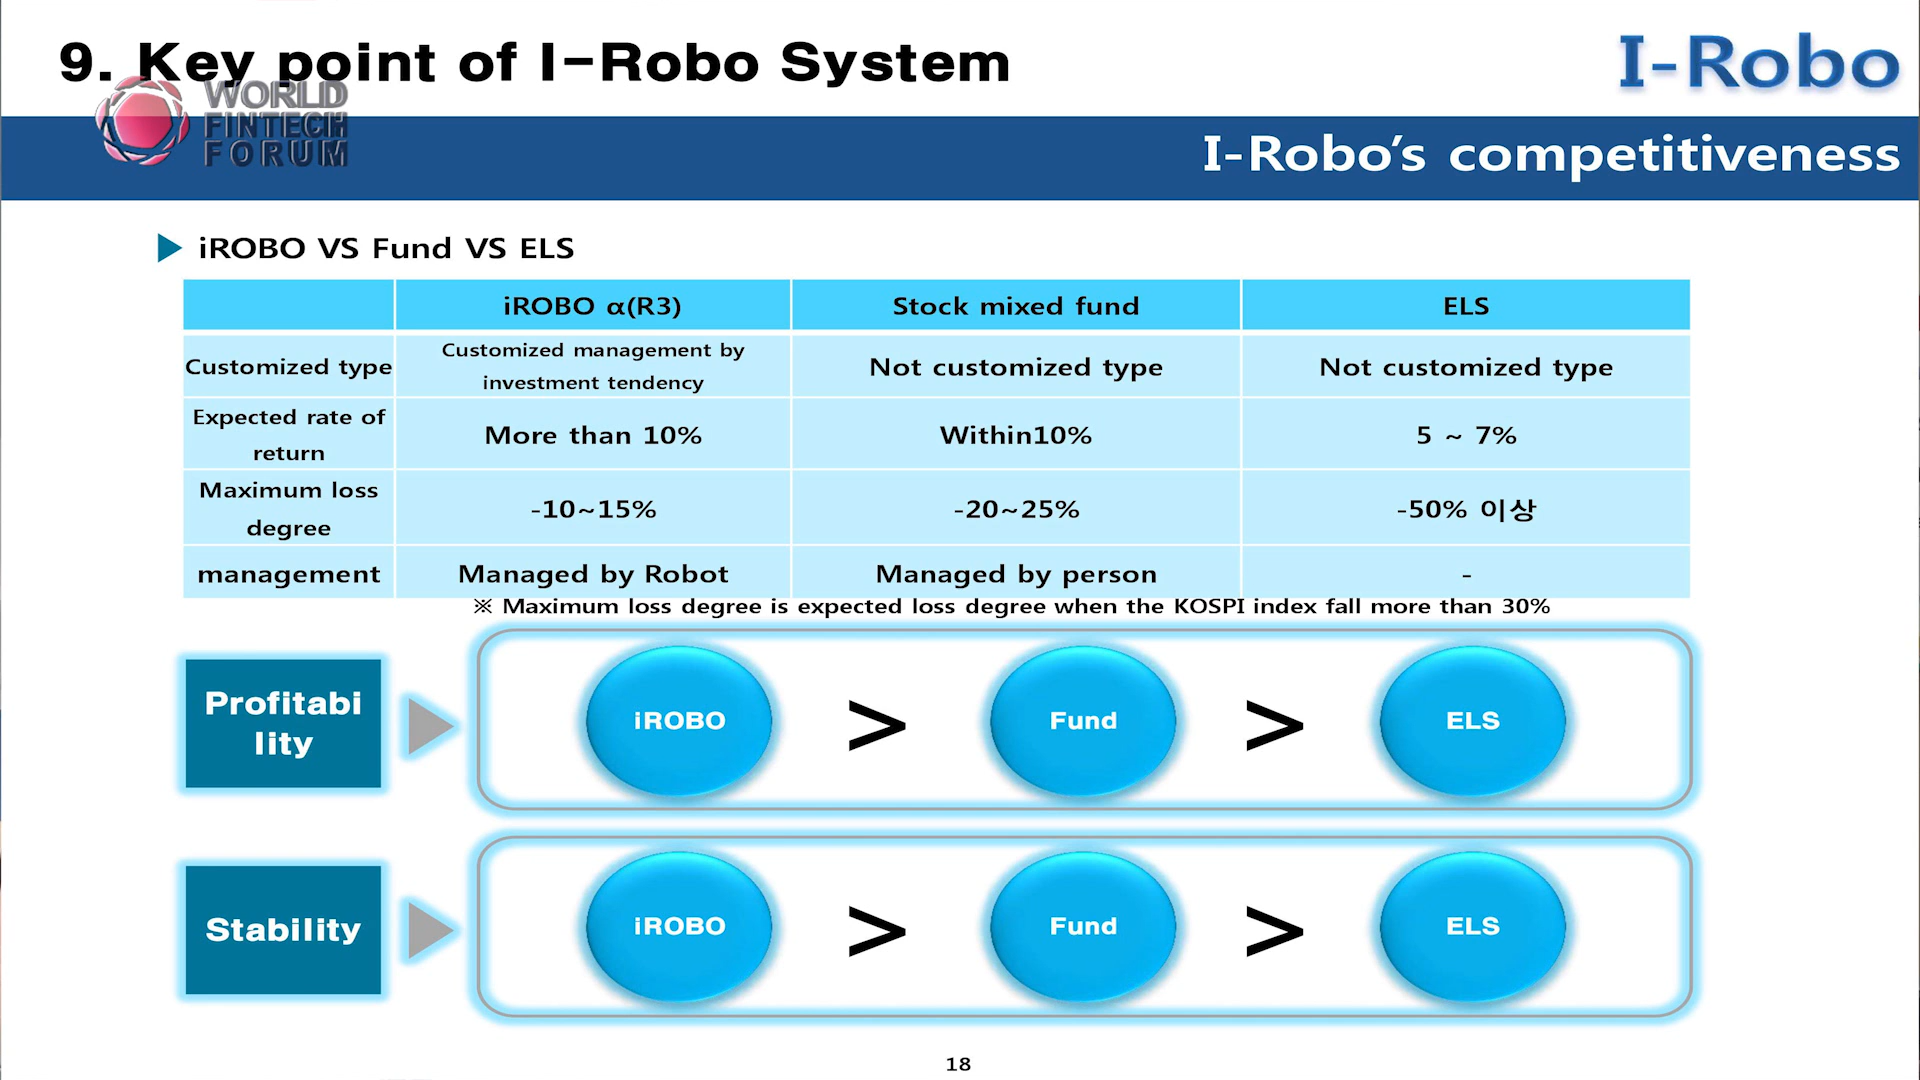 9. Key point of I-Robo System
I-Robo
WORLD
FINTECH
FORUM
I-Robo’s competitiveness
iROBO VS Fund VS ELS
iROBO α(R3)
Stock mixed fund
ELS
Customized type
Customized management by
investment tendency
Not customized type
Not customized type
Expected rate of
return
More than 10%
Within10%
5 ~ 7%
Maximum loss
degree
-10~15%
-20~25%
-50% 이상
management
Managed by Robot
Managed by person
-
※ Maximum loss degree is expected loss degree when the KOSPI index fall more than 30%
Profitabi
lity
iROBO
>
Fund
>
ELS
Stability
iROBO
>
Fund
>
ELS
18